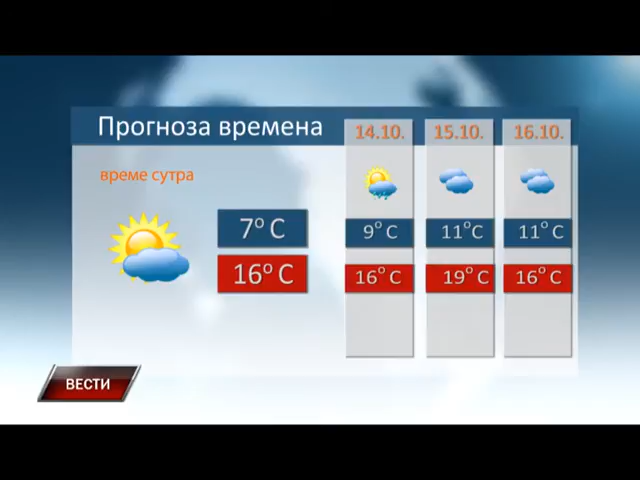 Прогноза времена
14.10.
15.10.
16.10.
време сутра
7° C
9° C
11°C
11° C
16° C
16° C
19° C
16° C
ВЕСТИ